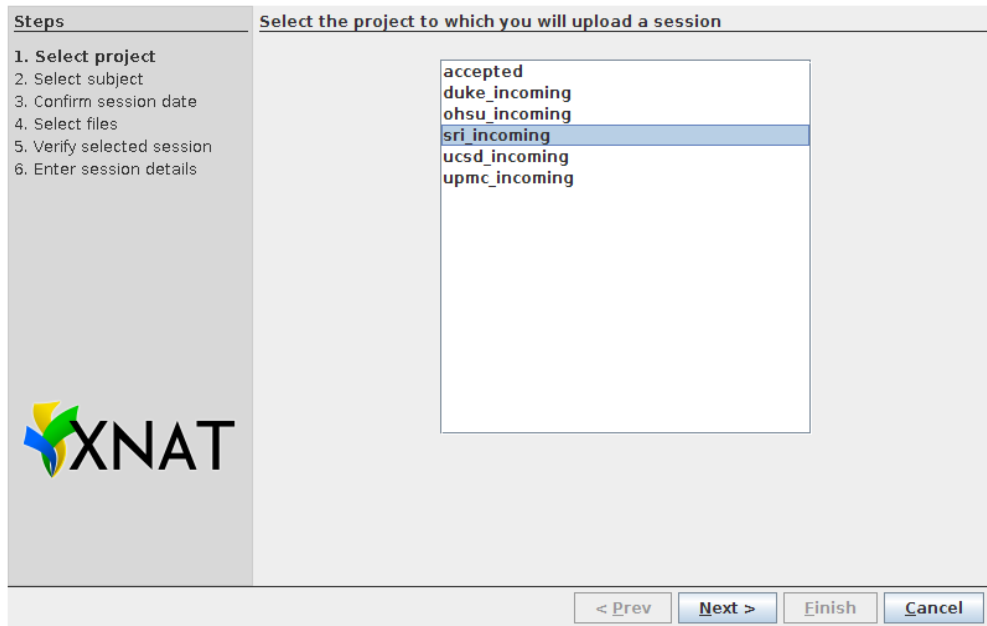 Steps
1. Select project
2. Select subject
3. Confirm session date
4. Select files
5. Verify selected session
6. Enter session details
XNAT
Select the project to which you will upload a session
accepted
duke_incoming
ohsu_incoming
sri_incoming
ucsd_incoming
upmc_incoming
< Prev
Next >
Finish
Cancel